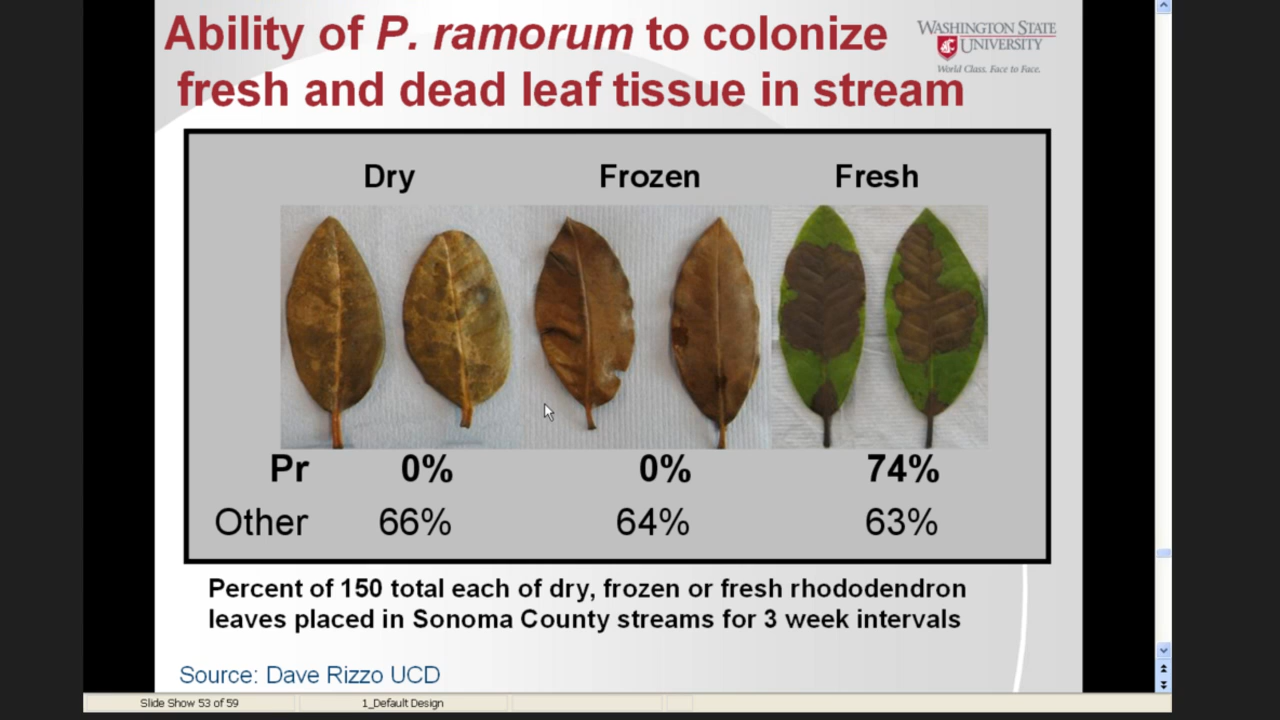 Ability of P. ramorum to colonize
fresh and dead leaf tissue in stream
WASHINGTON STATE
UNIVERSITY
World Class. Face to Face.
Dry Frozen Fresh
Pr 0% 0% 74%
Other 66% 64% 63%
Percent of 150 total each of dry, frozen or fresh rhododendron
leaves placed in Sonoma County streams for 3 week intervals
Source: Dave Rizzo UCD
Slide Show 53 of 59 1_Default Design